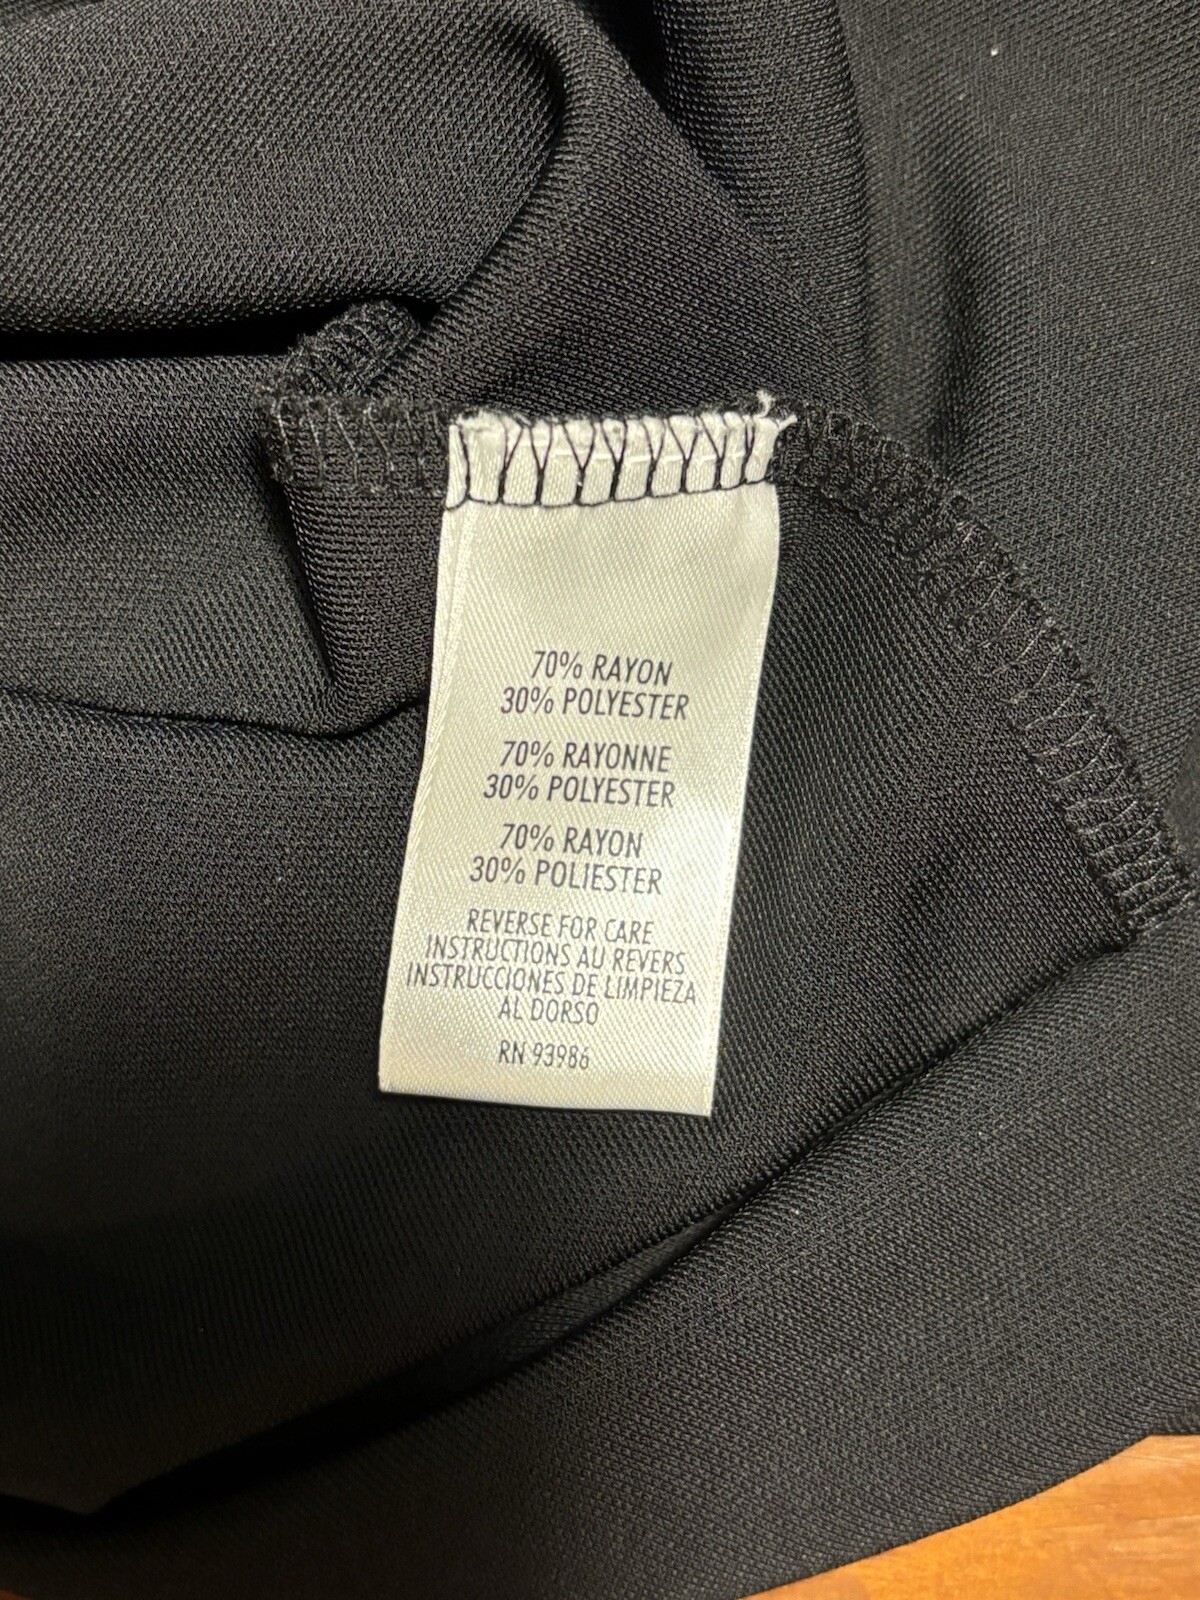 70% RAYON
30% POLYESTER
70% RAYONNE
30% POLYESTER
70% RAYON
30% POLIESTER
REVERSE FOR CARE
INSTRUCTIONS AU REVERS
INSTRUCCIONES DE LIMPIEZA
AL DORSO
RN 93986